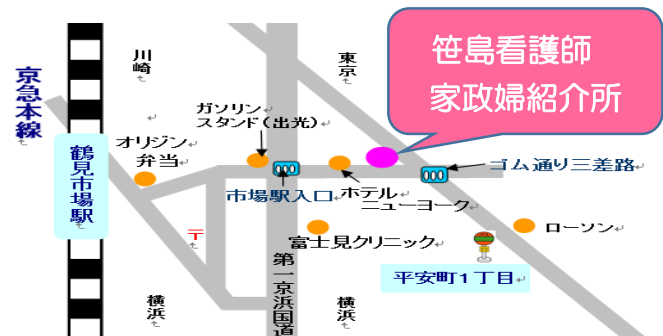 笹島看護師
家政婦紹介所
京急本線
鶴見市場駅
川崎
東京
ガソリン
スタンド(出光)
オリジン
弁当
市場駅入口
ホテル
ニューヨーク
ゴム通り三差路
〒
富士見クリニック
ローソン
平安町1丁目
第一京浜国道
横浜
横浜